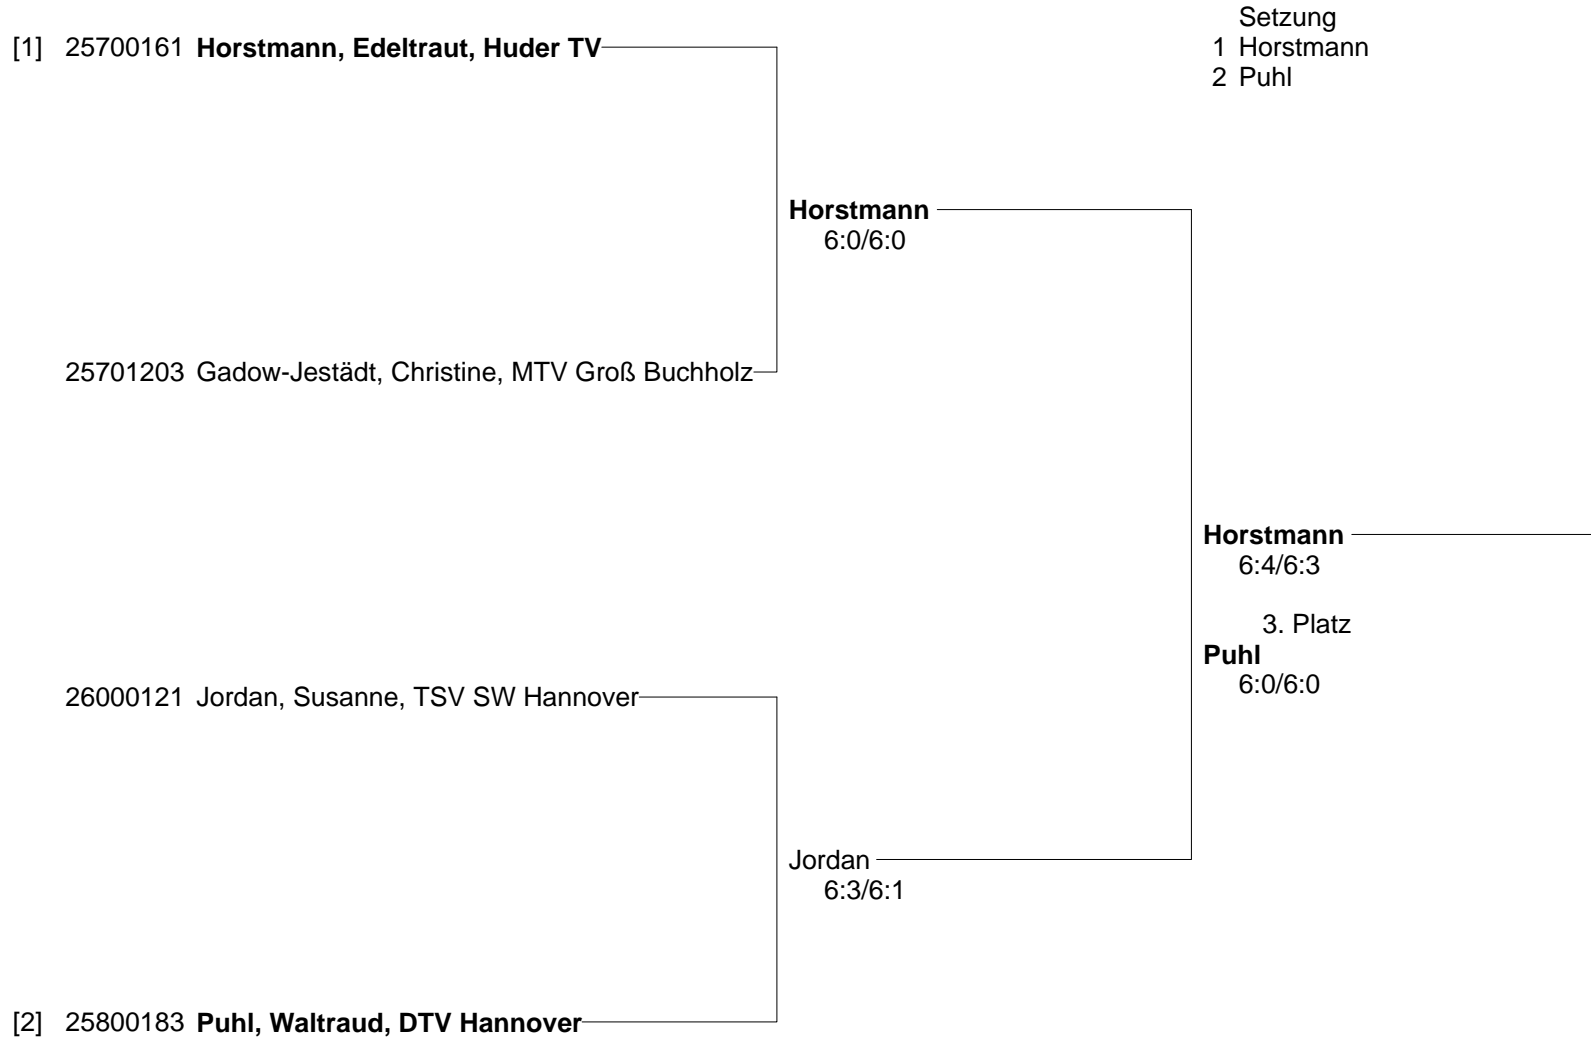 Setzung
[1] 25700161 Horstmann, Edeltraut, Huder TV
1 Horstmann
2 Puhl
Horstmann
6:0/6:0
25701203 Gadow-Jestädt, Christine, MTV Groß Buchholz
Horstmann
6:4/6:3
3. Platz
Puhl
6:0/6:0
26000121 Jordan, Susanne, TSV SW Hannover
Jordan
6:3/6:1
[2] 25800183 Puhl, Waltraud, DTV Hannover